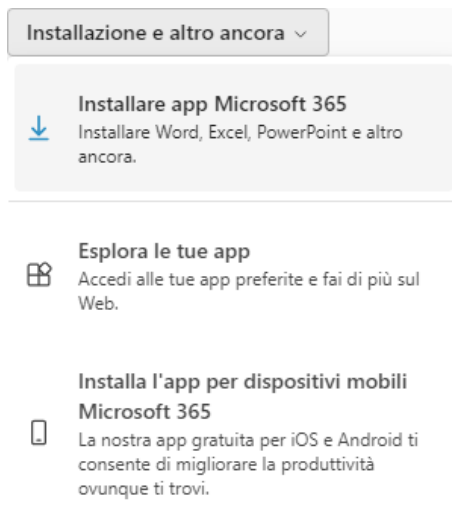 Installazione e altro ancora
Installare app Microsoft 365
Installare Word, Excel, PowerPoint e altro
ancora.
Esplora le tue app
Accedi alle tue app preferite e fai di più sul
Web.
Installa l'app per dispositivi mobili
Microsoft 365
La nostra app gratuita per iOS e Android ti
consente di migliorare la produttività
ovunque ti trovi.